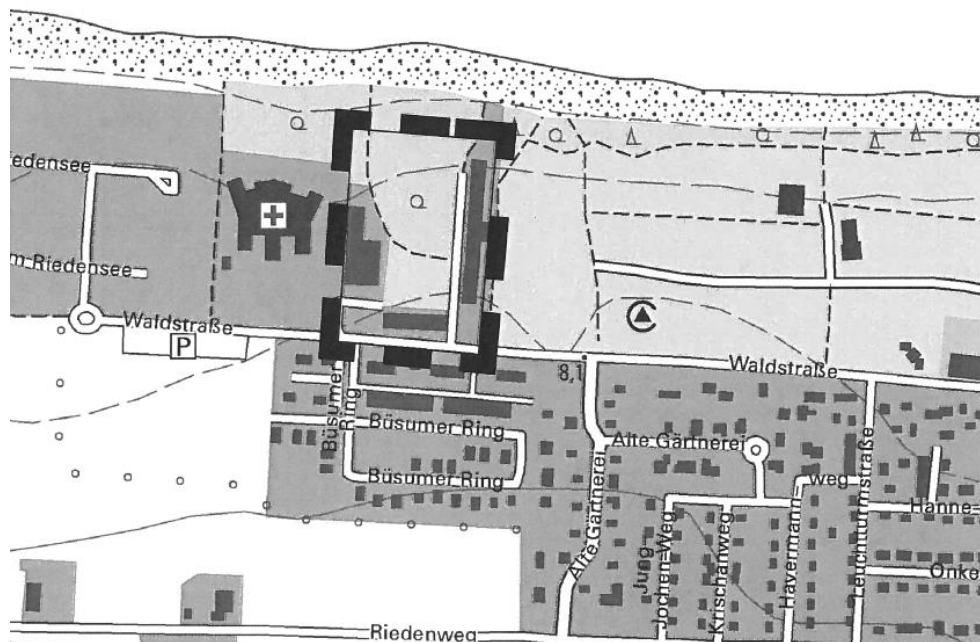 edensee
m Riedensee
Waldstraße
P
8,1
Waldstraße
Büsumer
Ring
Büsumer Ring
Büsumer Ring
Alte Gärtnerei
Alte Gärtnerei
Jung-
Jochen-Weg
Krischanweg
Havermann-
weg
Leuchtturmstraße
Hanne-
Onke
Riedenweg